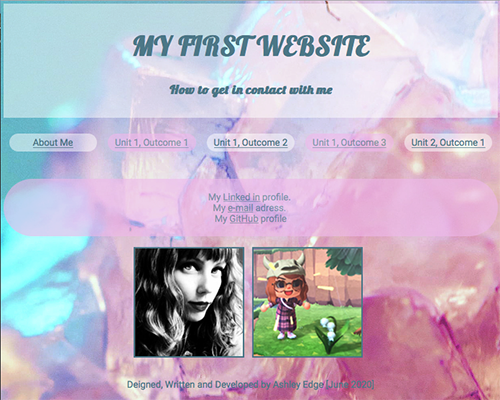 MY FIRST WEBSITE
How to get in contact with me
About Me
Unit 1, Outcome 1
Unit 1, Outcome 2
Unit 1, Outcome 3
Unit 2, Outcome 1
My Linked in profile.
My e-mail adress.
My GitHub profile
Deigned, Written and Developed by Ashley Edge [June 2020]